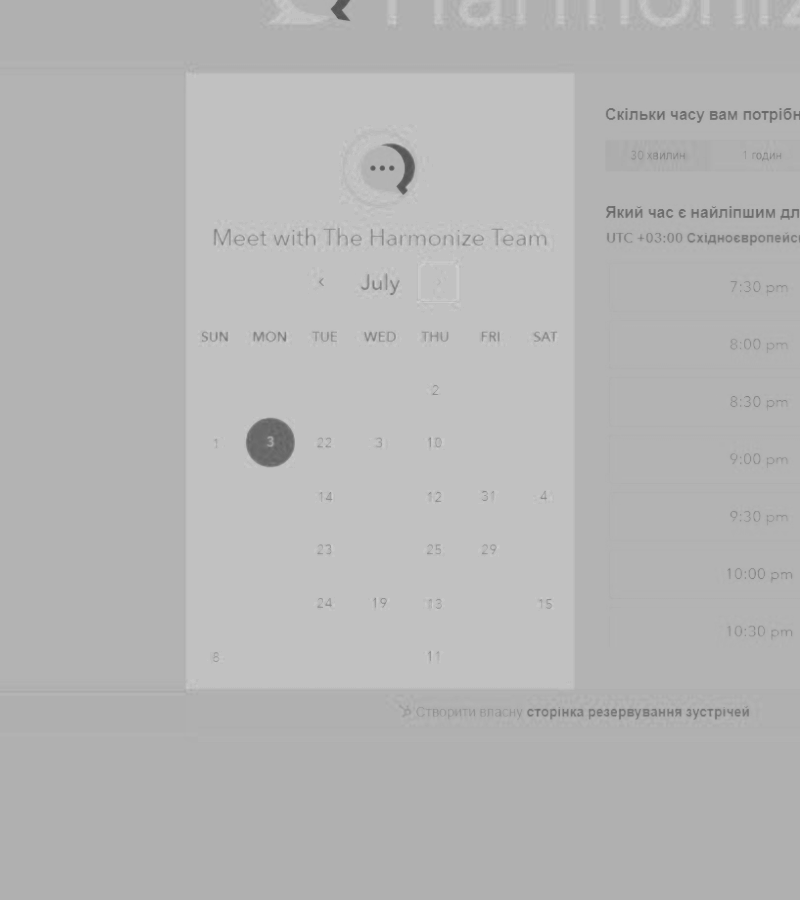 Harmoniz
Meet with The Harmonize Team
July
SUN MON TUE WED THU FRI SAT
2
1 3 22 3 10
14 12 31 4
23 25 29
24 19 13 15
8 11
Скільки часу вам потрібн
30 хвилин 1 годин
Який час є найліпшим дл
UTC +03:00 Східноєвропейс
7:30 pm
8:00 pm
8:30 pm
9:00 pm
9:30 pm
10:00 pm
10:30 pm
Створити власну сторінка резервування зустрічей